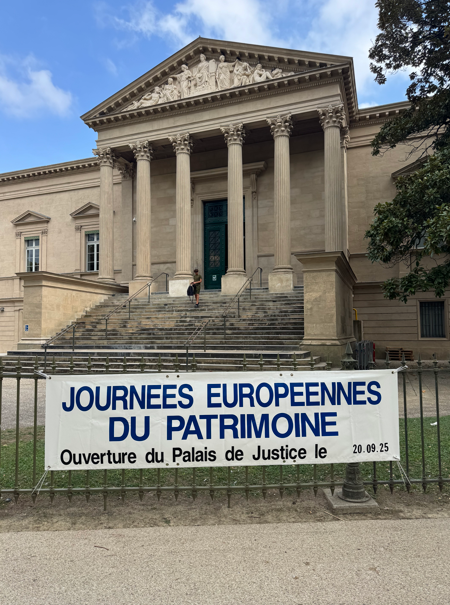 JOURNEES EUROPEENNES
DU PATRIMOINE
Ouverture du Palais de Justice le 20.09.25